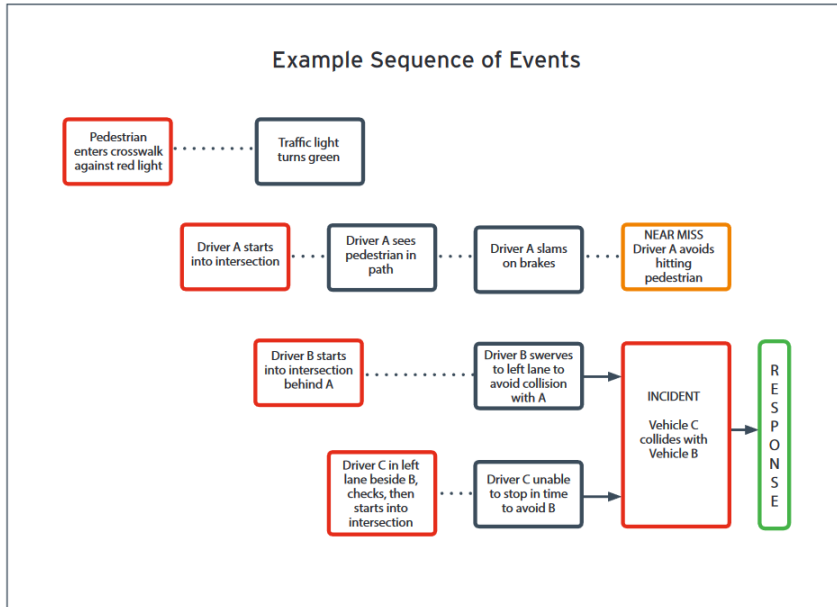 Example Sequence of Events
Pedestrian
enters crosswalk
against red light
Traffic light
turns green
Driver A starts
into intersection
Driver A sees
pedestrian in
path
Driver A slams
on brakes
NEAR MISS
Driver A avoids
hitting
pedestrian
Driver B starts
into intersection
behind A
Driver B swerves
to left lane to
avoid collision
with A
Driver C in left
lane beside B,
checks, then
starts into
intersection
Driver C unable
to stop in time
to avoid B
INCIDENT
Vehicle C
collides with
Vehicle B
RESPONSE